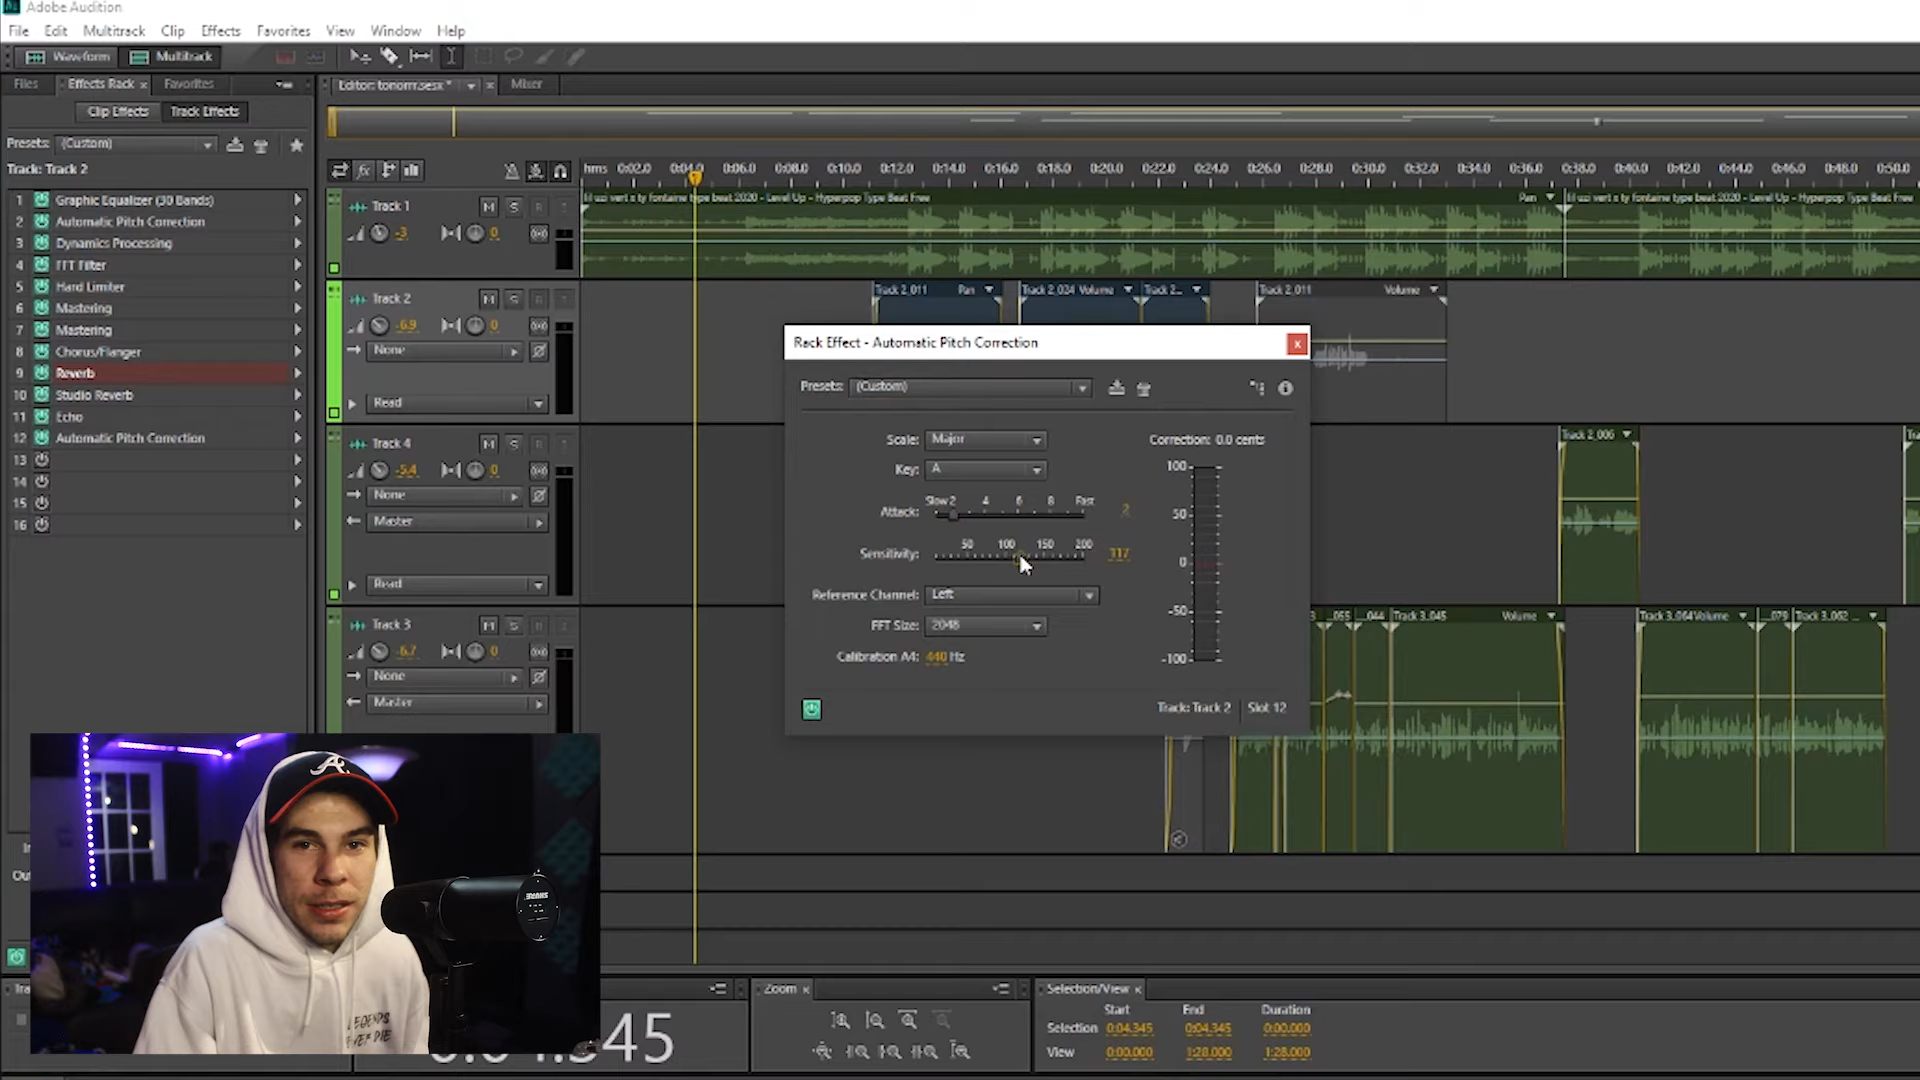 Adobe Audition
File Edit Multitrack Clip Effects Favorites View Window Help
Waveform Multitrack
Files Effects Rack Favorites Editor: tonorrr.sesx * Mixer
Clip Effects Track Effects
Presets: (Custom)
Track: Track 2
1 Graphic Equalizer (30 Bands)
2 Automatic Pitch Correction
3 Dynamics Processing
4 FFT Filter
5 Hard Limiter
6 Mastering
7 Mastering
8 Chorus/Flanger
9 Reverb
10 Studio Reverb
11 Echo
12 Automatic Pitch Correction
13
14
15
16
hms 0:02.0 0:04.0 0:06.0 0:08.0 0:10.0 0:12.0 0:14.0 0:16.0 0:18.0 0:20.0 0:22.0 0:24.0 0:26.0 0:28.0 0:30.0 0:32.0 0:34.0 0:36.0 0:38.0 0:40.0 0:42.0 0:44.0 0:46.0 0:48.0 0:50.0
lil uzi vert x ty fontaine type beat 2020 - Level Up - Hyperpop Type Beat Free Pan lil uzi vert x ty fontaine type beat 2020 - Level Up - Hyperpop Type Beat Free
Track 1 M S R I
-3 0
Track 2 M S R I
-6.9 0
None
Read
Track 2_011 Pan Track 2_024 Volume Track 2... Track 2_011 Volume
Track 4 M S R I
-5.4 0
None
Master
Read
Track 2_006
Track 3 M S R I
-6.7 0
None
Master
3 ..055 ..044 Track 3_045 Volume Track 3_064 Volume ..079 Track 3_062 ...
Rack Effect - Automatic Pitch Correction x
Presets: (Custom)
Scale: Major
Key: A
Attack: Slow 2 4 6 8 Fast 2
Sensitivity: 50 100 150 200 117
Reference Channel: Left
FFT Size: 2048
Calibration A4: 440 Hz
Correction: 0.0 cents
100
50
0
-50
-100
Track: Track 2 Slot 12
A
SHURE
LEGENDS
NEVER DIE
45
Zoom
Selection/View
Start End Duration
Selection 0:04.345 0:04.345 0:00.000
View 0:00.000 1:28.000 1:28.000